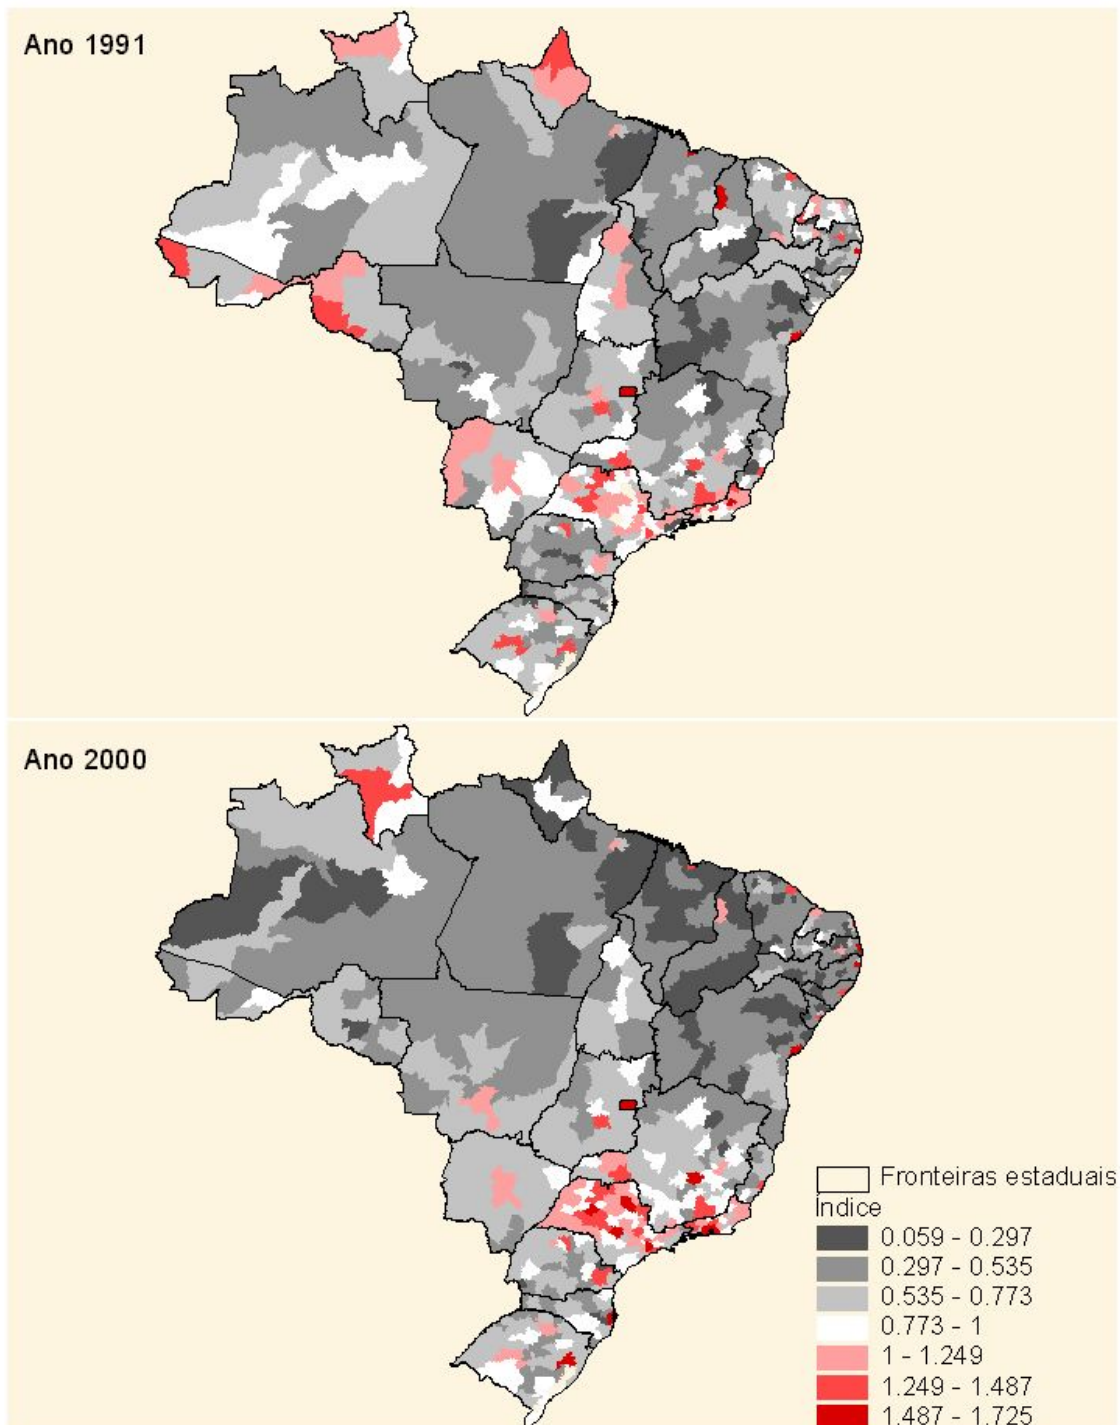 Ano 1991
Ano 2000
Fronteiras estaduais
Índice
0.059 - 0.297
0.297 - 0.535
0.535 - 0.773
0.773 - 1
1 - 1.249
1.249 - 1.487
1.487 - 1.725